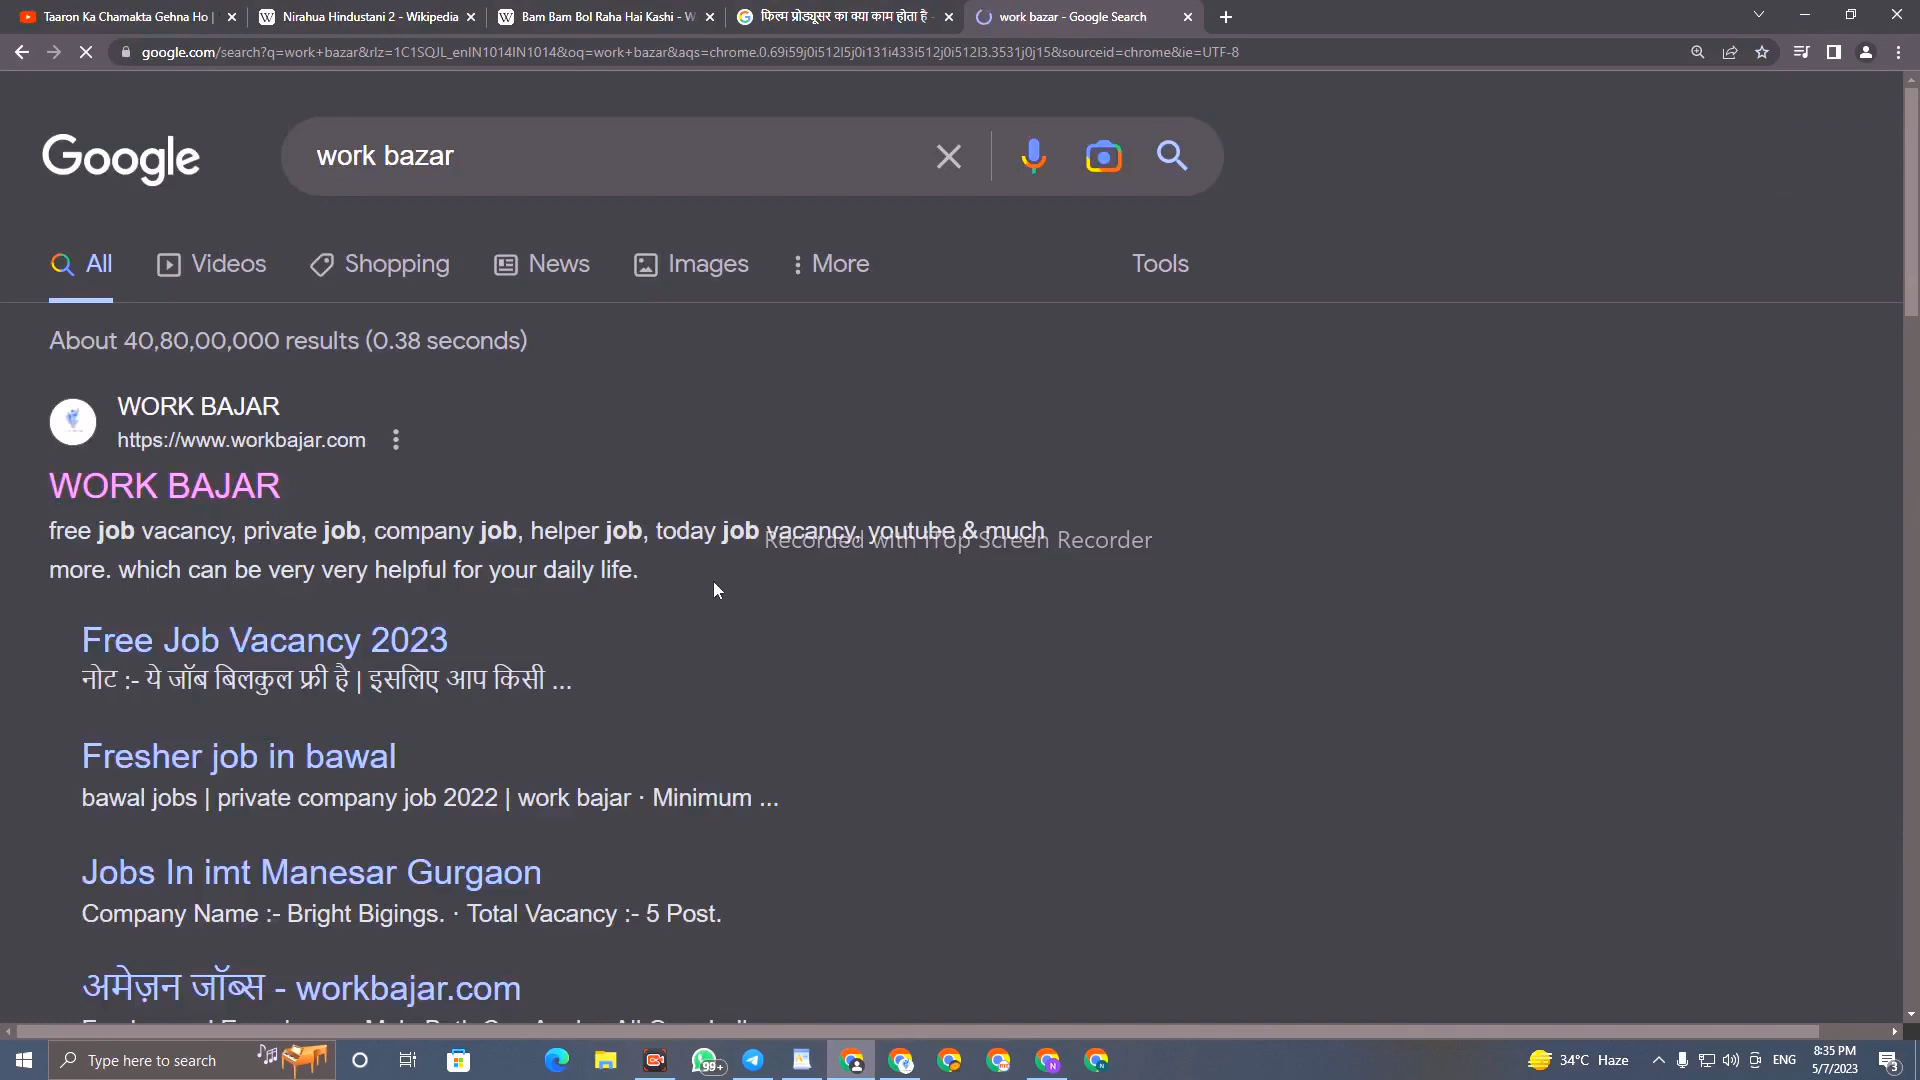 Taaron Ka Chamakta Gehna Ho |
Nirahua Hindustani 2 - Wikipedia
Bam Bam Bol Raha Hai Kashi - W
फिल्म प्रोड्यूसर का क्या काम होता है -
work bazar - Google Search
google.com/search?q=work+bazar&rlz=1C1SQJL_enIN1014IN1014&oq=work+bazar&aqs=chrome.0.69i59j0i512l5j0i131i433i512j0i512l3.3531j0j15&sourceid=chrome&ie=UTF-8
Google
work bazar
All
Videos
Shopping
News
Images
More
Tools
About 40,80,00,000 results (0.38 seconds)
WORK BAJAR
https://www.workbajar.com
WORK BAJAR
free job vacancy, private job, company job, helper job, today job vacancy, youtube & much
Recorded with iTop Screen Recorder
more. which can be very very helpful for your daily life.
Free Job Vacancy 2023
नोट :- ये जॉब बिलकुल फ्री है | इसलिए आप किसी ...
Fresher job in bawal
bawal jobs | private company job 2022 | work bajar · Minimum ...
Jobs In imt Manesar Gurgaon
Company Name :- Bright Bigings. · Total Vacancy :- 5 Post.
अमेज़न जॉब्स - workbajar.com
Type here to search
99+
34°C Haze
ENG
8:35 PM
5/7/2023
3